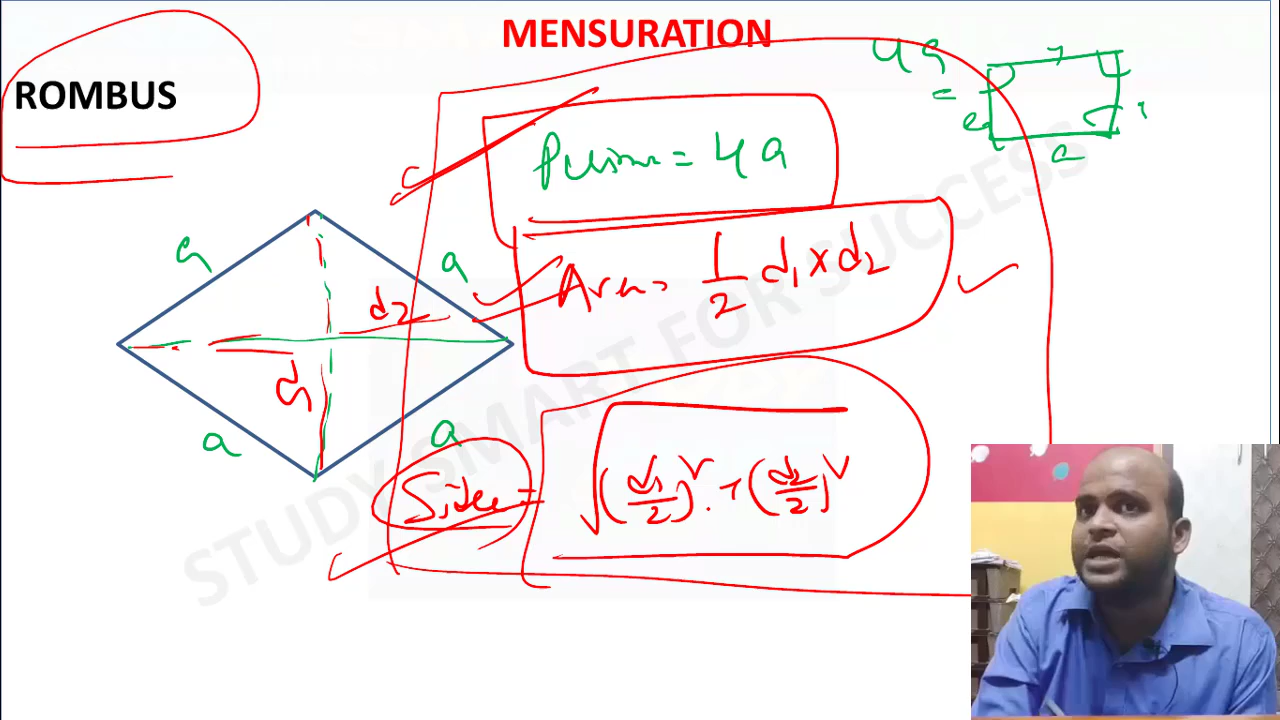 MENSURATION
ROMBUS
4a
=
a
a
Perim = 4a
Area = 1/2 d1 × d2
a
a
d2
d1
a
a
Side = √(d1/2)² + (d2/2)²
STUDY SMART FOR SUCCESS